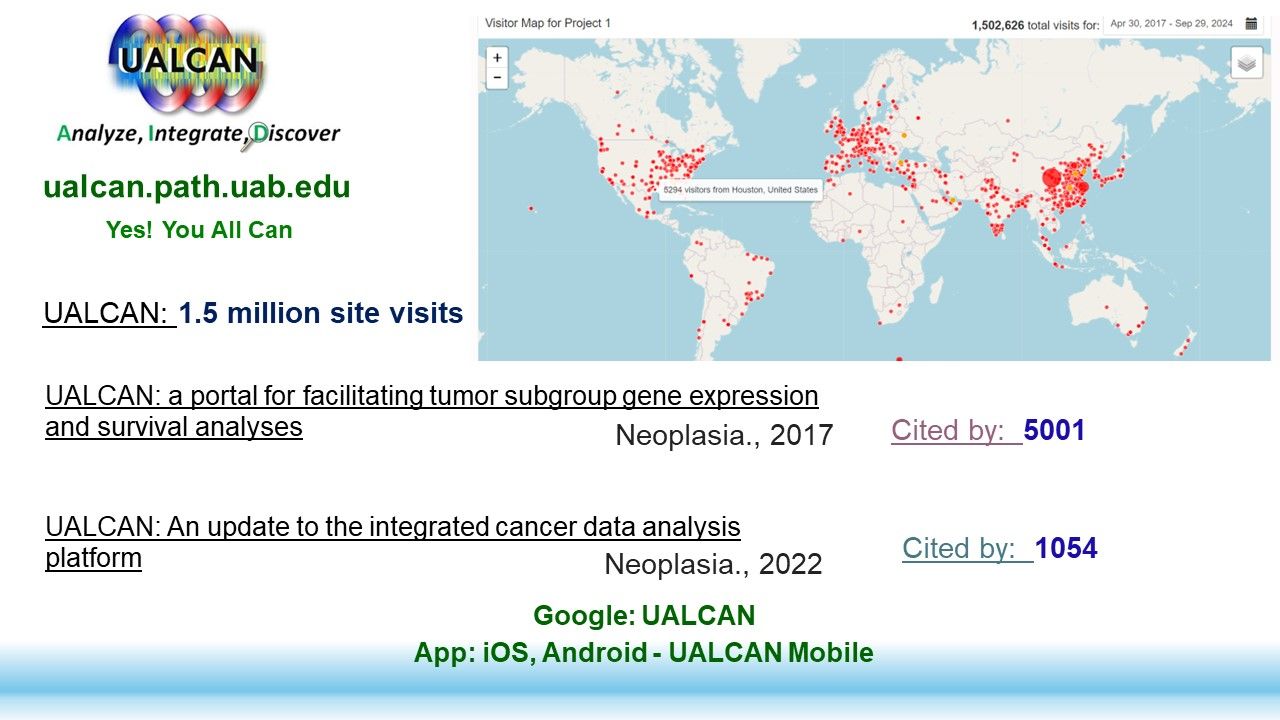 UALCAN
Analyze, Integrate, Discover
ualcan.path.uab.edu
Yes! You All Can
Visitor Map for Project 1
1,502,626 total visits for:
Apr 30, 2017 - Sep 29, 2024
+
−
5294 visitors from Houston, United States
UALCAN: 1.5 million site visits
UALCAN: a portal for facilitating tumor subgroup gene expression
and survival analyses
Neoplasia., 2017
Cited by: 5001
UALCAN: An update to the integrated cancer data analysis
platform
Neoplasia., 2022
Cited by: 1054
Google: UALCAN
App: iOS, Android - UALCAN Mobile